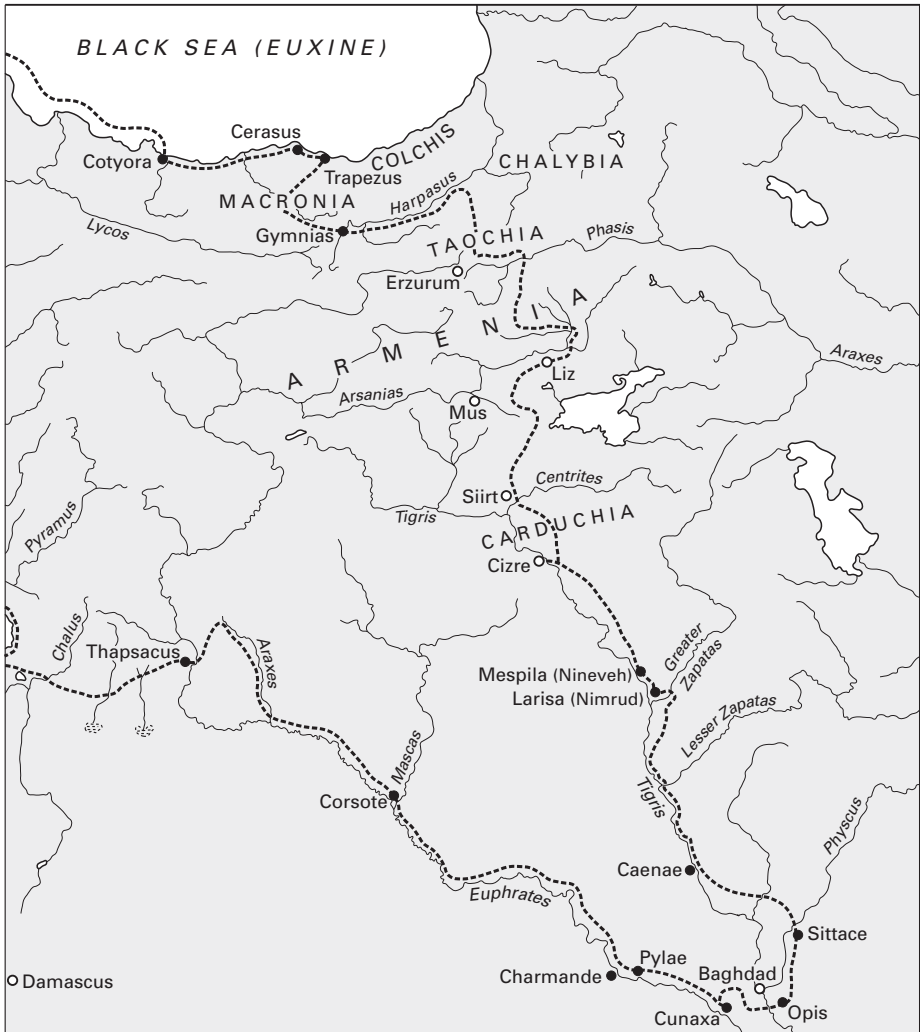 BLACK SEA (EUXINE)
Cerasus
Cotyora
Trapezus
COLCHIS
CHALYBIA
MACRONIA
Harpasus
Lycos
Gymnias
TAOCHIA
Phasis
Erzurum
ARMENIA
Araxes
Liz
Arsanias
Mus
Siirt
Centrites
Tigris
CARDUCHIA
Pyramus
Cizre
Chalus
Thapsacus
Araxes
Greater
Zapatas
Mespila (Nineveh)
Larisa (Nimrud)
Lesser Zapatas
Mascas
Corsote
Tigris
Physcus
Caenae
Euphrates
Sittace
Pylae
Charmande
Baghdad
Damascus
Opis
Cunaxa